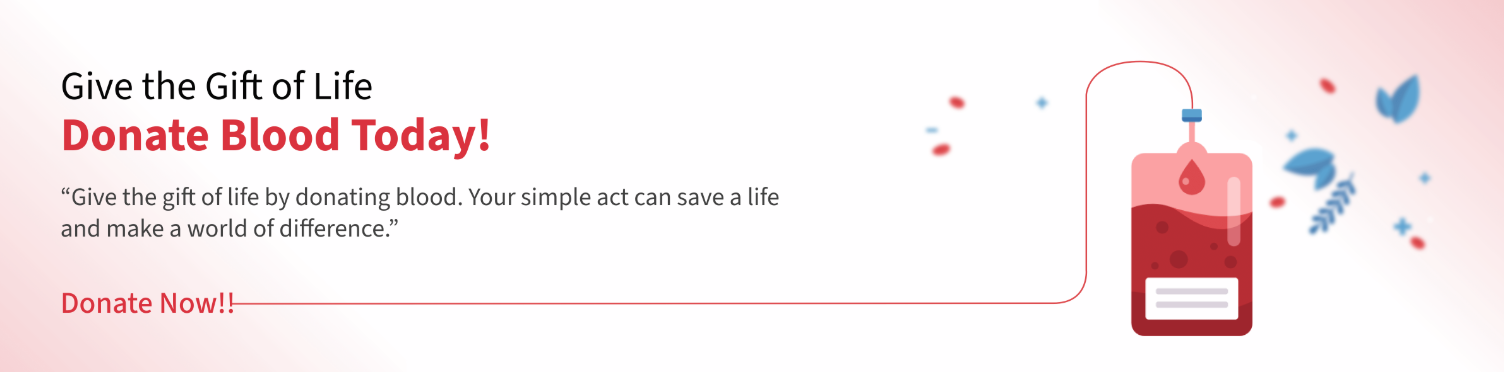 Give the Gift of Life
Donate Blood Today!
“Give the gift of life by donating blood. Your simple act can save a life
and make a world of difference.”
Donate Now!!